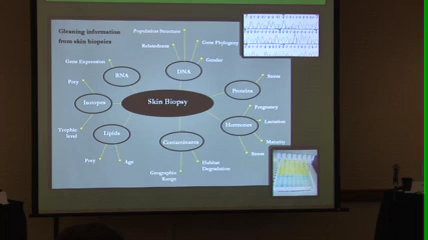 Gleaning information
from skin biopsies
Population Structure
Relatedness
DNA
Gene Phylogeny
Gender
Gene Expression
RNA
Prey
Isotopes
Trophic
level
Skin Biopsy
Proteins
Stress
Pregnancy
Hormones
Lactation
Maturity
Stress
Lipids
Prey
Age
Contaminants
Geographic
Range
Habitat
Degradation